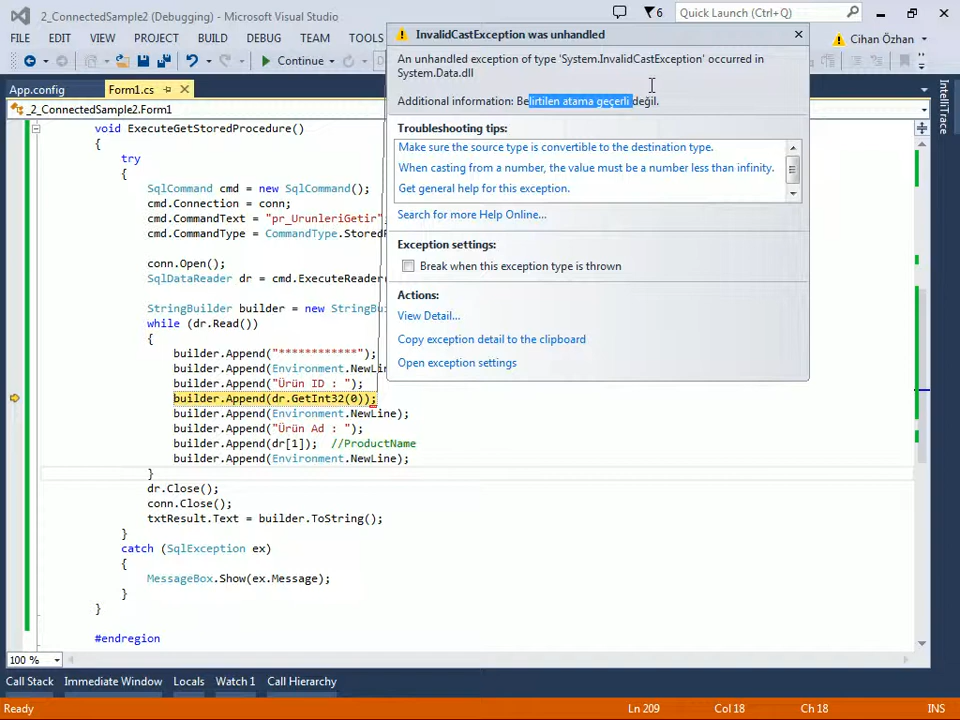 2_ConnectedSample2 (Debugging) - Microsoft Visual Studio
6
Quick Launch (Ctrl+Q)
FILE EDIT VIEW PROJECT BUILD DEBUG TEAM TOOLS
Cihan Özhan
Continue
App.config
Form1.cs
_2_ConnectedSample2.Form1
InvalidCastException was unhandled
An unhandled exception of type 'System.InvalidCastException' occurred in
System.Data.dll
Additional information: Belirtilen atama geçerli değil.
Troubleshooting tips:
Make sure the source type is convertible to the destination type.
When casting from a number, the value must be a number less than infinity.
Get general help for this exception.
Search for more Help Online...
Exception settings:
Break when this exception type is thrown
Actions:
View Detail...
Copy exception detail to the clipboard
Open exception settings
void ExecuteGetStoredProcedure()
{
try
{
SqlCommand cmd = new SqlCommand();
cmd.Connection = conn;
cmd.CommandText = "pr_UrunleriGetir"
cmd.CommandType = CommandType.StoredP
conn.Open();
SqlDataReader dr = cmd.ExecuteReader(
StringBuilder builder = new StringBu
while (dr.Read())
{
builder.Append("************");
builder.Append(Environment.NewLin
builder.Append("Ürün ID : ");
builder.Append(dr.GetInt32(0));
builder.Append(Environment.NewLine);
builder.Append("Ürün Ad : ");
builder.Append(dr[1]); //ProductName
builder.Append(Environment.NewLine);
}
dr.Close();
conn.Close();
txtResult.Text = builder.ToString();
}
catch (SqlException ex)
{
MessageBox.Show(ex.Message);
}
}
#endregion
IntelliTrace
100 %
Call Stack Immediate Window Locals Watch 1 Call Hierarchy
Ready Ln 209 Col 18 Ch 18 INS